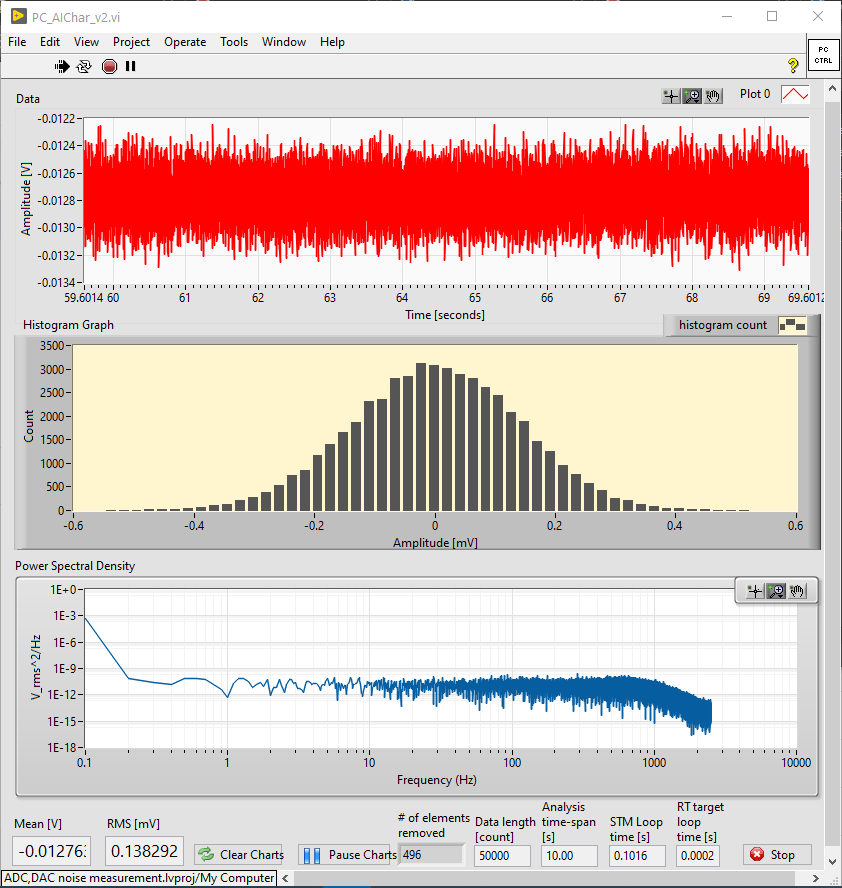 PC_AIChar_v2.vi
File Edit View Project Operate Tools Window Help
PC
CTRL
?
Data
Plot 0
-0.0122
-0.0124
-0.0126
-0.0128
-0.0130
-0.0132
-0.0134
Amplitude [V]
59.6014 60 61 62 63 64 65 66 67 68 69 69.6012
Time [seconds]
Histogram Graph
histogram count
3500
3000
2500
2000
1500
1000
500
0
Count
-0.6 -0.4 -0.2 0 0.2 0.4 0.6
Amplitude [mV]
Power Spectral Density
1E+0
1E-3
1E-6
1E-9
1E-12
1E-15
1E-18
V_rms^2/Hz
0.1 1 10 100 1000 10000
Frequency (Hz)
Mean [V]
-0.01276
RMS [mV]
0.138292
Clear Charts
Pause Charts
# of elements
removed
496
Data length
[count]
50000
Analysis
time-span
[s]
10.00
STM Loop
time [s]
0.1016
RT target
loop
time [s]
0.0002
Stop
ADC,DAC noise measurement.lvproj/My Computer